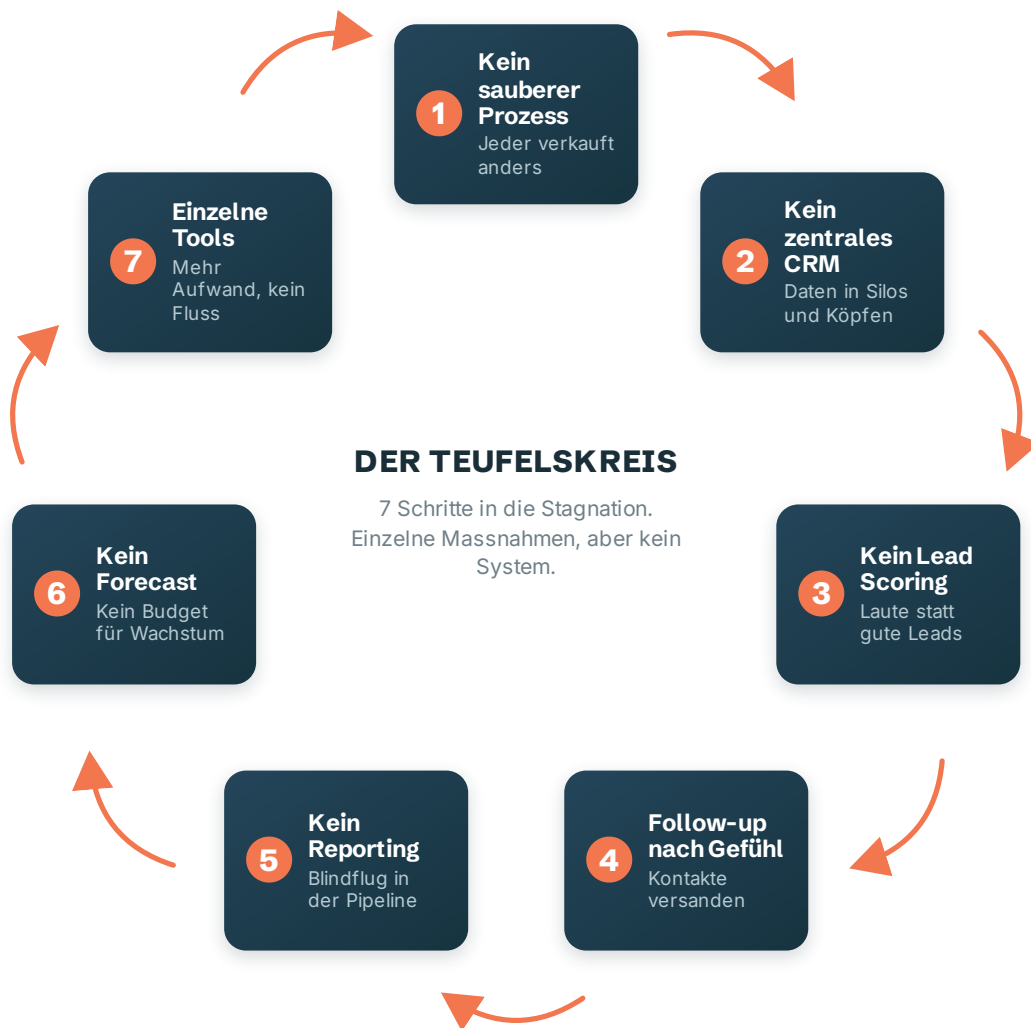 1
Kein
sauberer
Prozess
Jeder verkauft
anders
2
Kein
zentrales
CRM
Daten in Silos
und Köpfen
3
Kein Lead
Scoring
Laute statt
gute Leads
4
Follow-up
nach Gefühl
Kontakte
versanden
5
Kein
Reporting
Blindflug in
der Pipeline
6
Kein
Forecast
Kein Budget
für Wachstum
7
Einzelne
Tools
Mehr
Aufwand, kein
Fluss
DER TEUFELSKREIS
7 Schritte in die Stagnation.
Einzelne Massnahmen, aber kein
System.